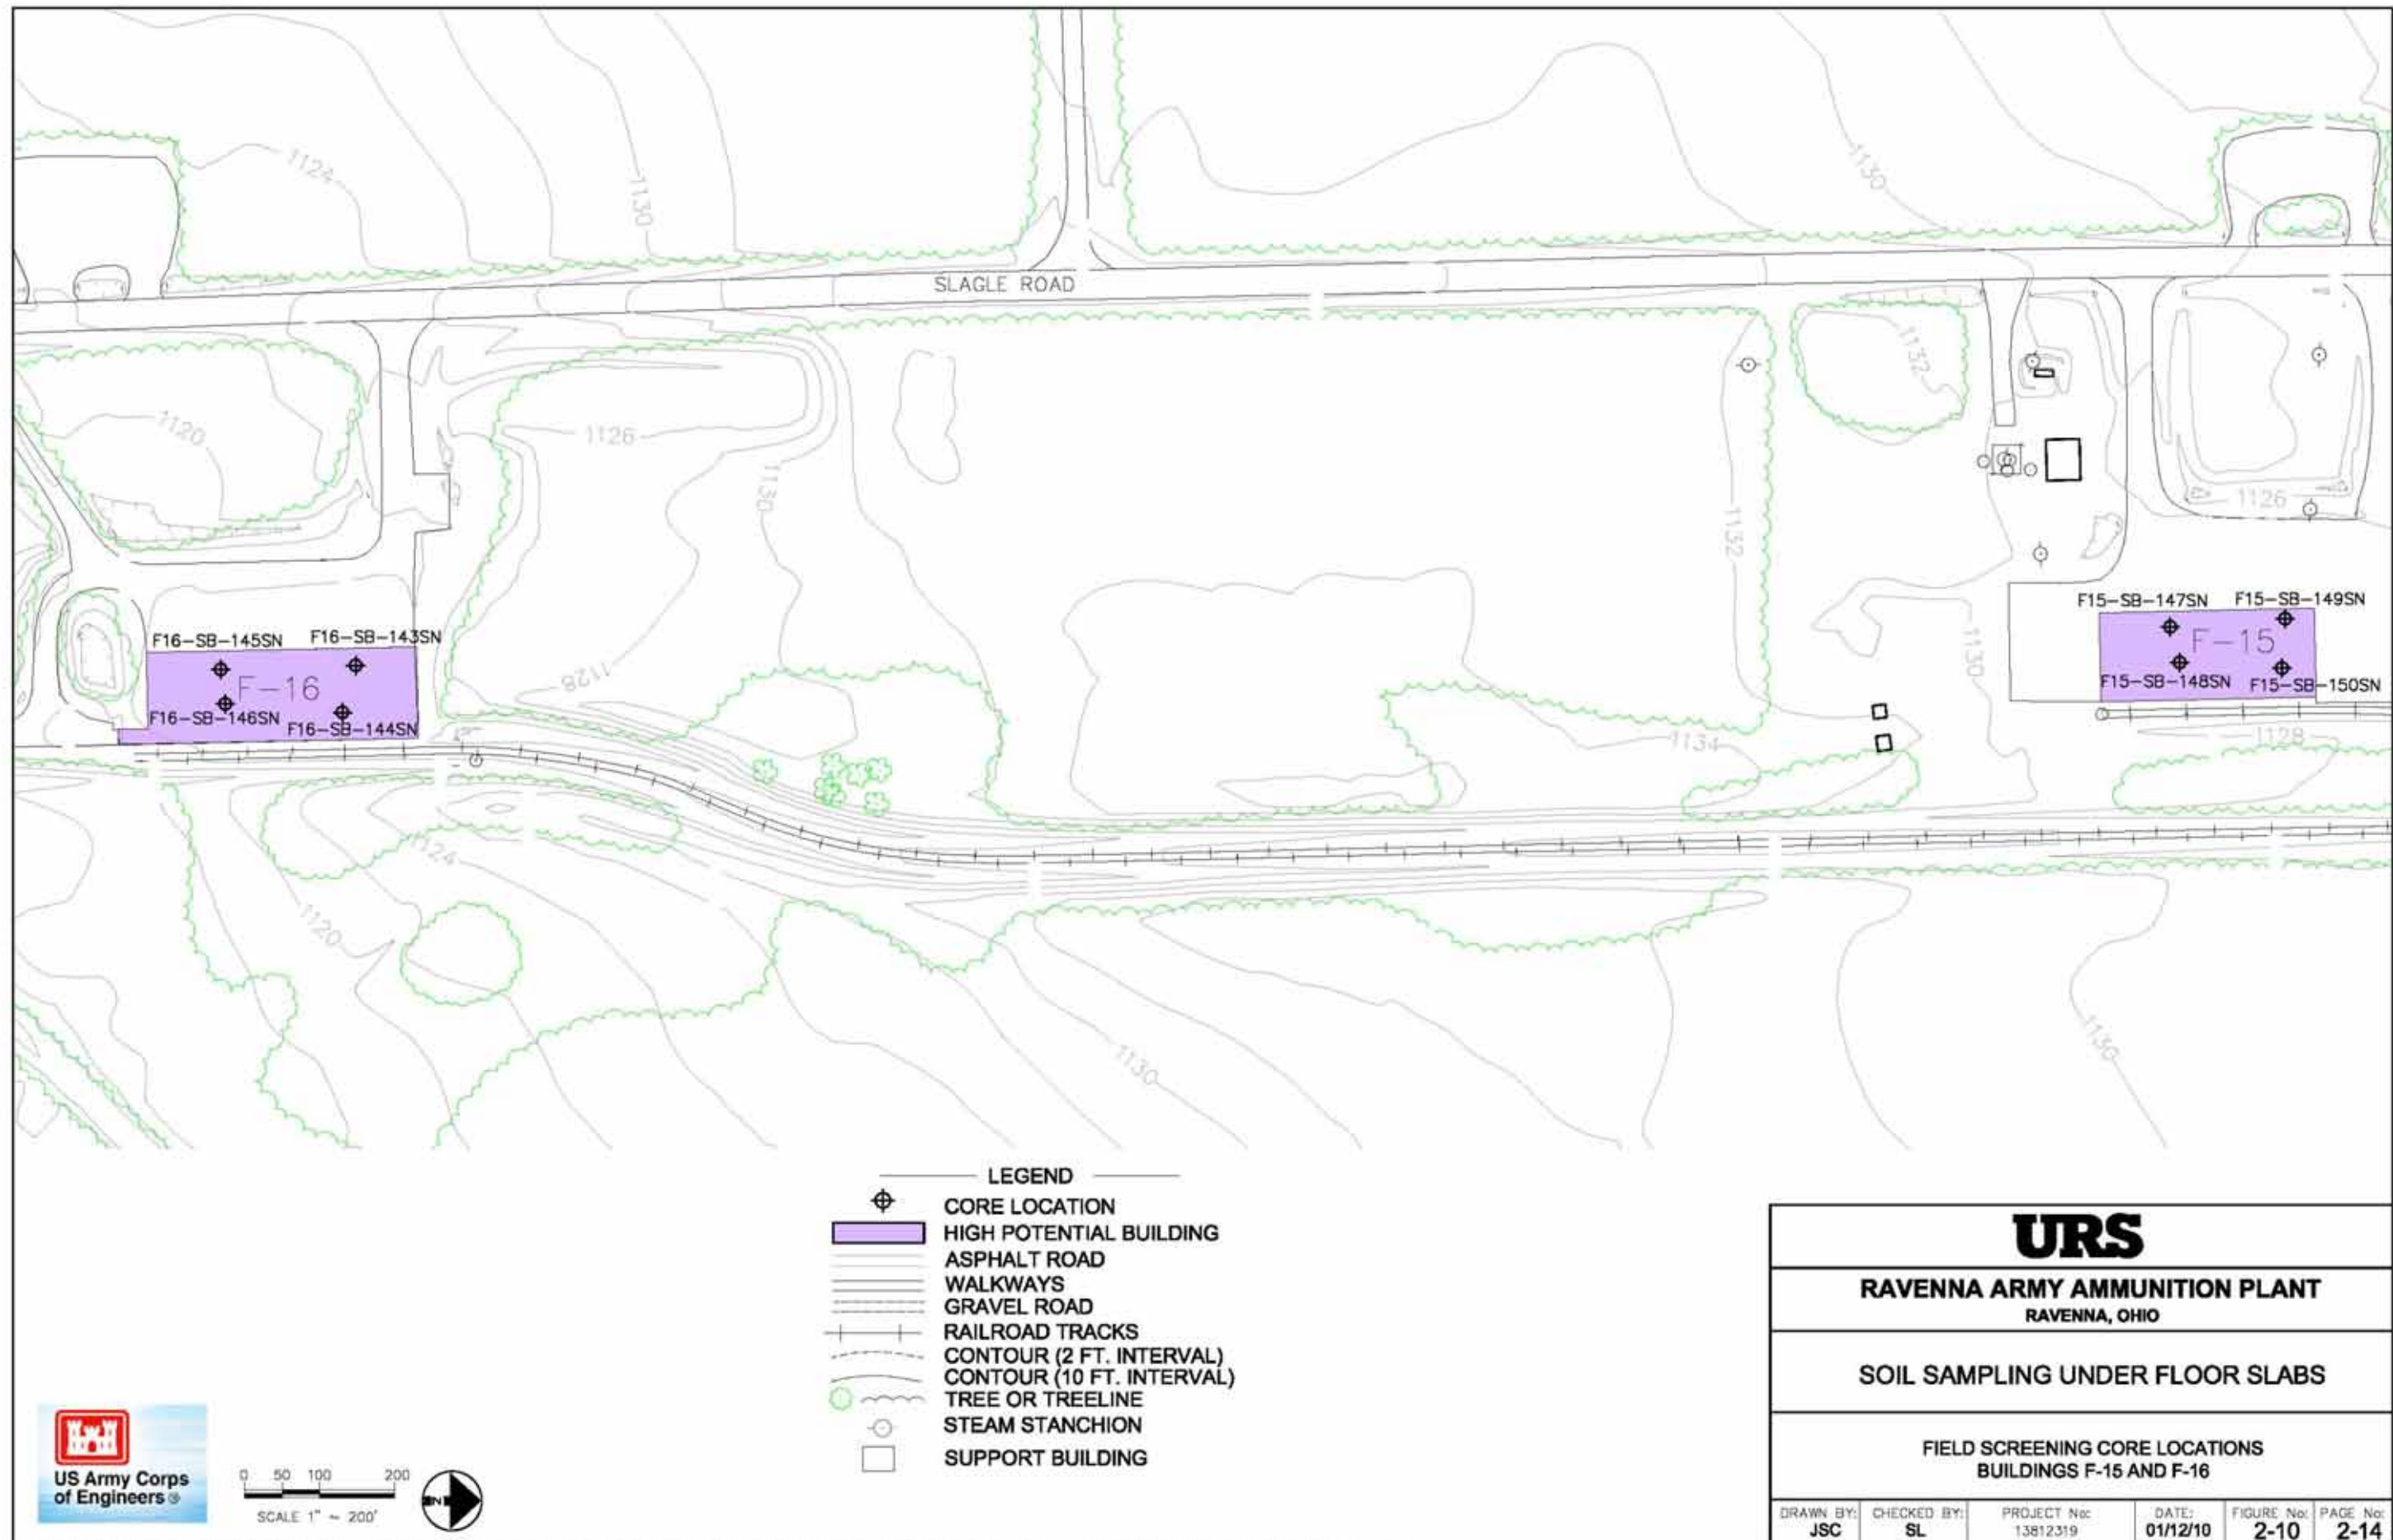 1124
1130
1130
SLAGLE ROAD
1132
1120
1126
1130
1132
1126
F15-SB-147SN
F15-SB-149SN
F-15
F15-SB-148SN
F15-SB-150SN
1130
F16-SB-145SN
F16-SB-143SN
F-16
F16-SB-146SN
F16-SB-144SN
1128
1134
1128
1124
1120
1130
1130
LEGEND
CORE LOCATION
HIGH POTENTIAL BUILDING
ASPHALT ROAD
WALKWAYS
GRAVEL ROAD
RAILROAD TRACKS
CONTOUR (2 FT. INTERVAL)
CONTOUR (10 FT. INTERVAL)
TREE OR TREELINE
STEAM STANCHION
SUPPORT BUILDING
US Army Corps
of Engineers ®
0 50 100 200
SCALE 1" ~ 200'
N
URS
RAVENNA ARMY AMMUNITION PLANT
RAVENNA, OHIO
SOIL SAMPLING UNDER FLOOR SLABS
FIELD SCREENING CORE LOCATIONS
BUILDINGS F-15 AND F-16
DRAWN BY: CHECKED BY: PROJECT No: DATE: FIGURE No: PAGE No:
JSC SL 13812319 01/12/10 2-10 2-14